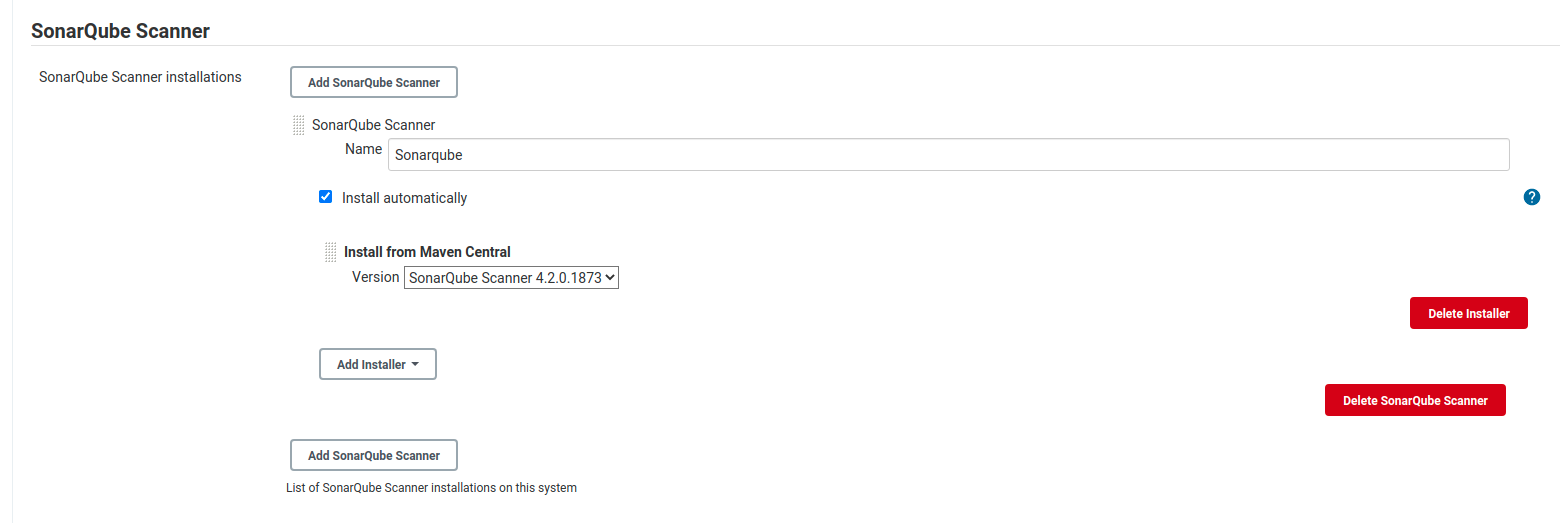 SonarQube Scanner
SonarQube Scanner installations
Add SonarQube Scanner
SonarQube Scanner
Name
Sonarqube
Install automatically
?
Install from Maven Central
Version
SonarQube Scanner 4.2.0.1873
Delete Installer
Add Installer
Delete SonarQube Scanner
Add SonarQube Scanner
List of SonarQube Scanner installations on this system